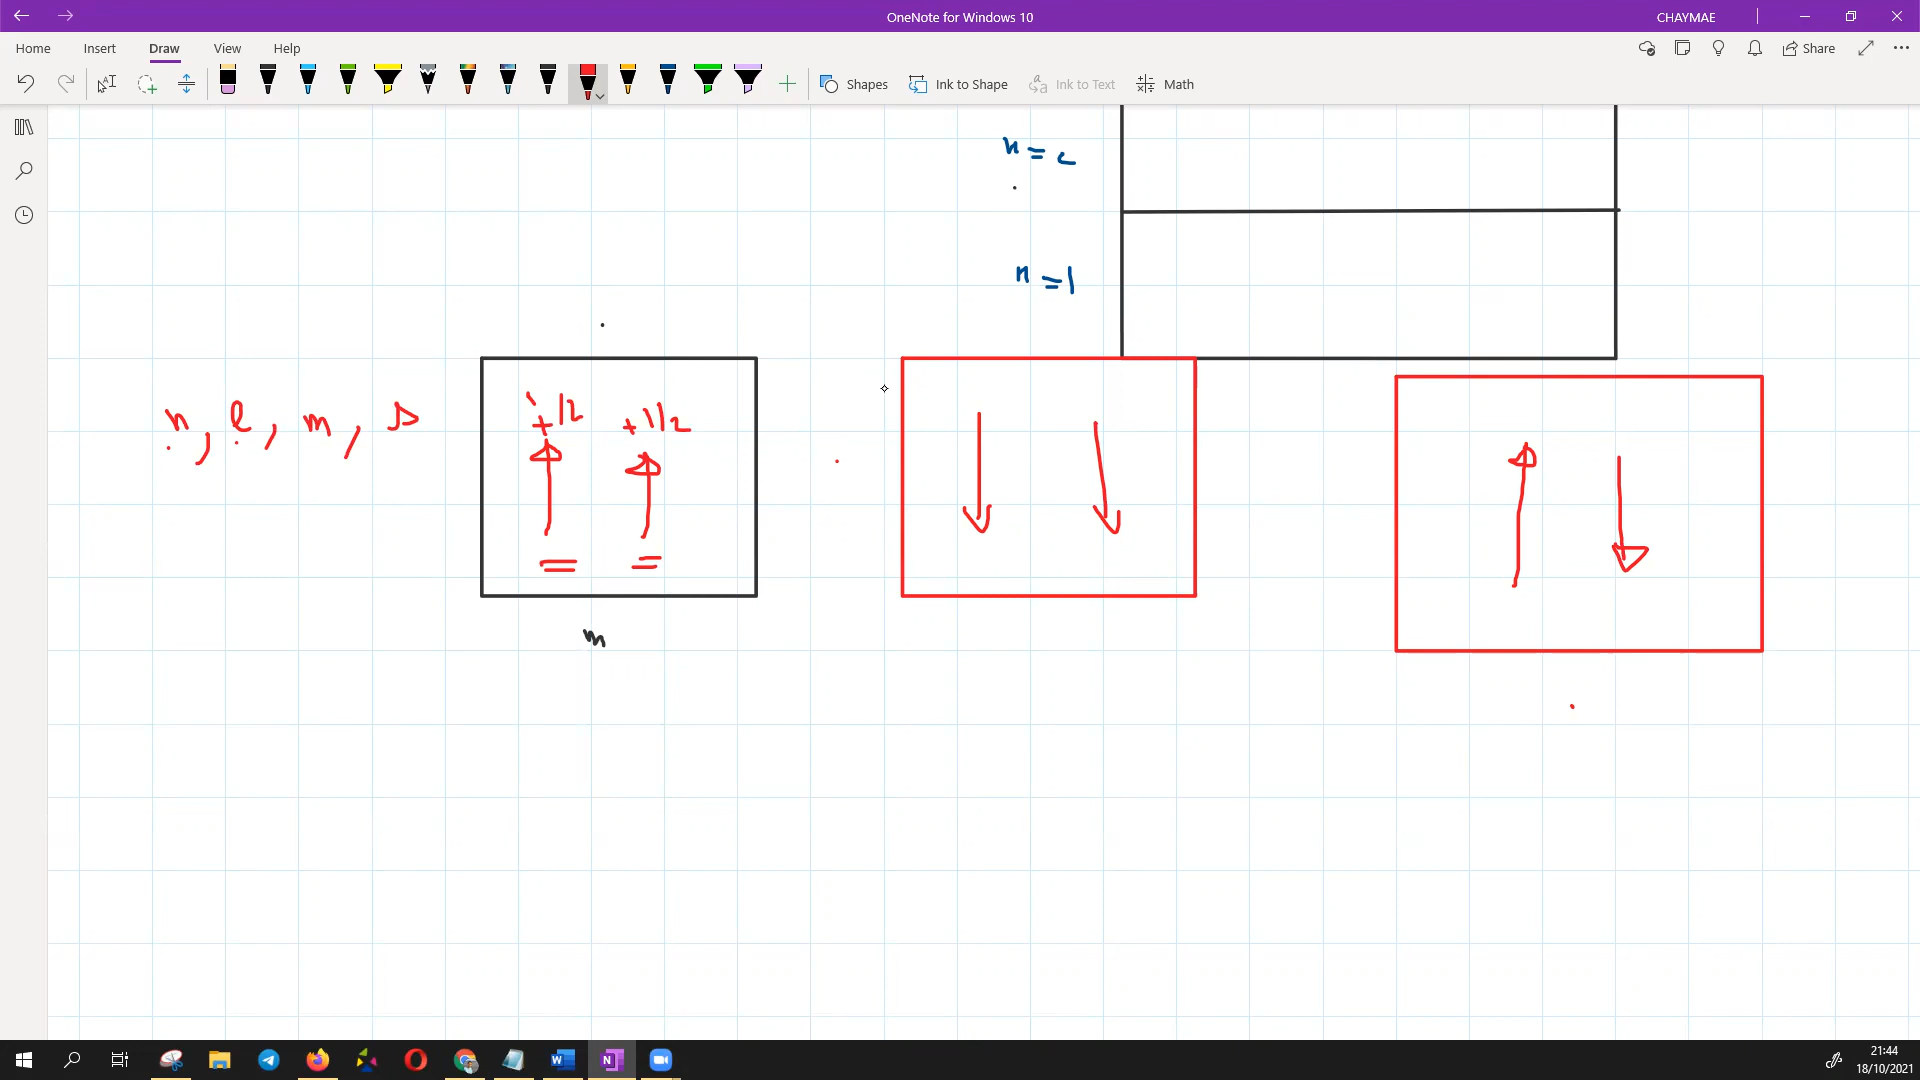 OneNote for Windows 10
CHAYMAE
Home Insert Draw View Help
Share
Shapes Ink to Shape Ink to Text Math
n = 2
n = 1
n, l, m, s
+1/2 +1/2
m
21:44
18/10/2021